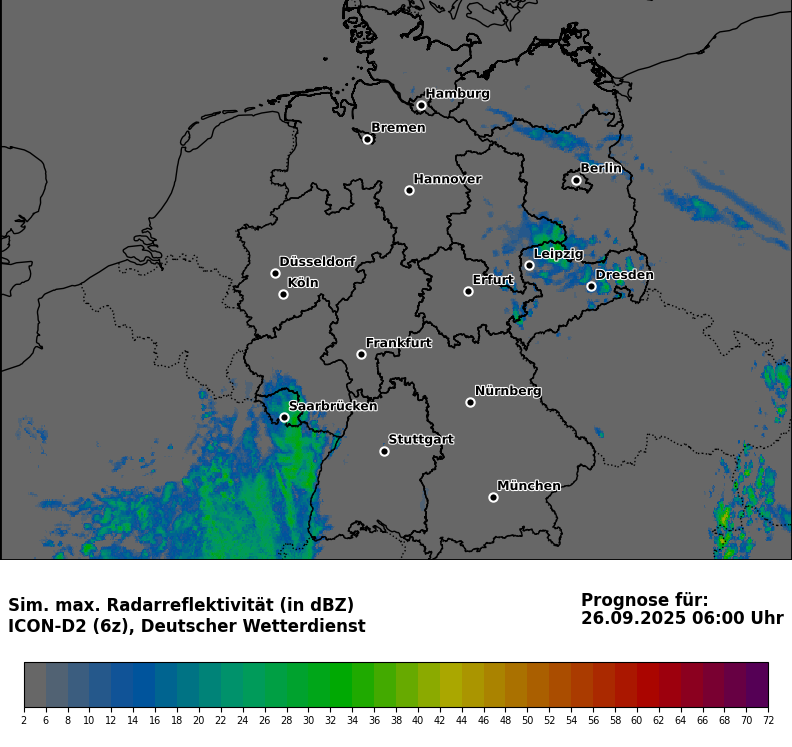 Hamburg
Bremen
Berlin
Hannover
Leipzig
Düsseldorf
Dresden
Erfurt
Köln
Frankfurt
Nürnberg
Saarbrücken
Stuttgart
München
Sim. max. Radarreflektivität (in dBZ)
ICON-D2 (6z), Deutscher Wetterdienst
Prognose für:
26.09.2025 06:00 Uhr
2 6 8 10 12 14 16 18 20 22 24 26 28 30 32 34 36 38 40 42 44 46 48 50 52 54 56 58 60 62 64 66 68 70 72